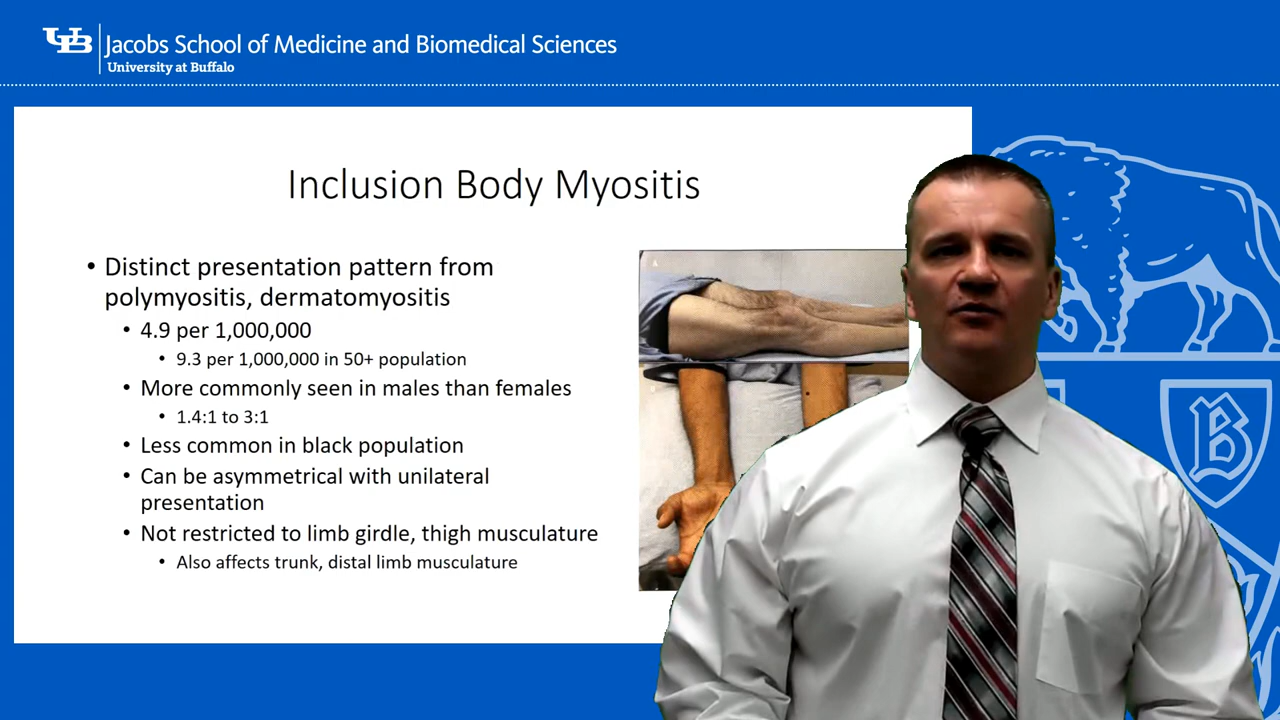 UB Jacobs School of Medicine and Biomedical Sciences
University at Buffalo
Inclusion Body Myositis
• Distinct presentation pattern from
polymyositis, dermatomyositis
• 4.9 per 1,000,000
• 9.3 per 1,000,000 in 50+ population
• More commonly seen in males than females
• 1.4:1 to 3:1
• Less common in black population
• Can be asymmetrical with unilateral
presentation
• Not restricted to limb girdle, thigh musculature
• Also affects trunk, distal limb musculature
A
B